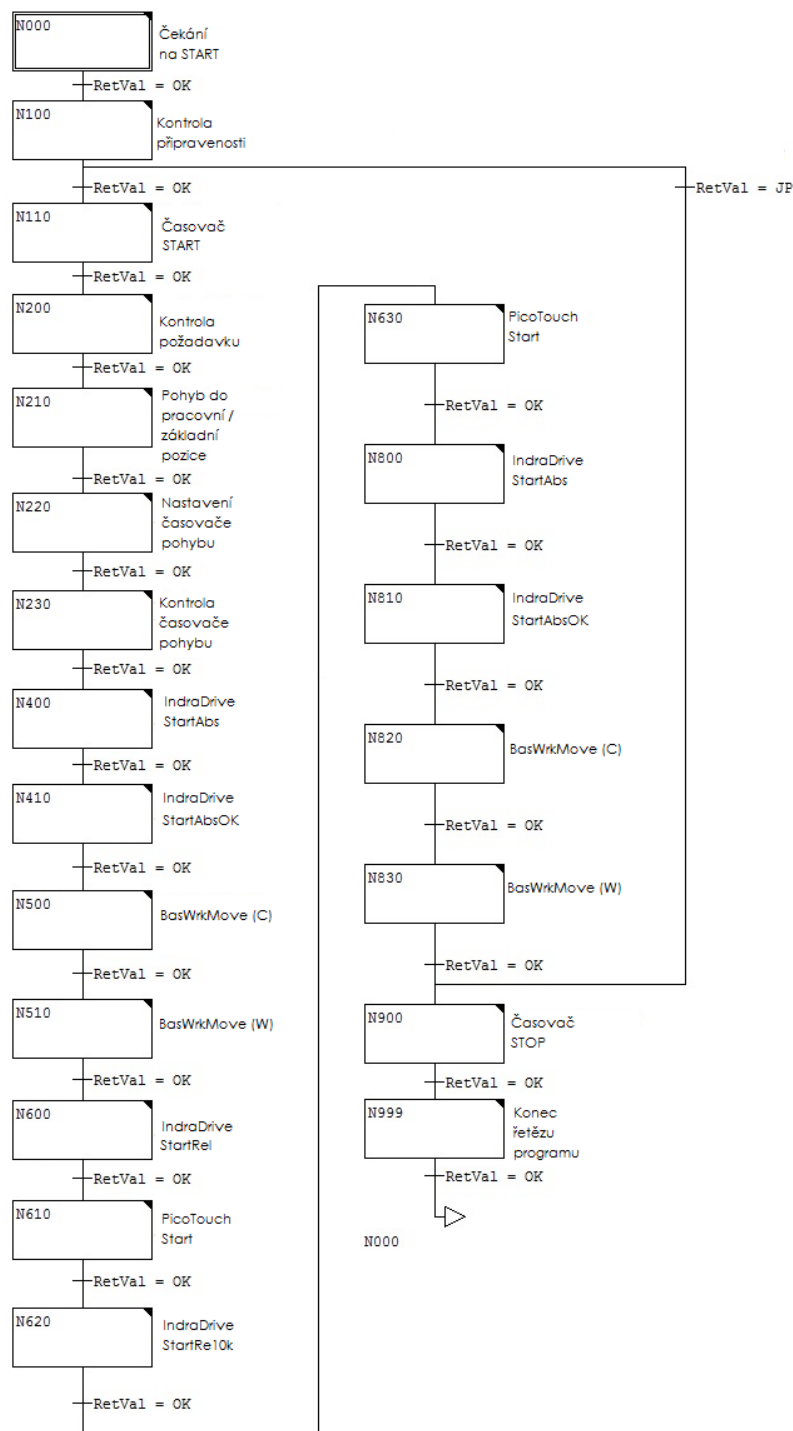 N000
Čekání
na START
RetVal = OK
N100
Kontrola
připravenosti
RetVal = OK
RetVal = JP
N110
Časovač
START
RetVal = OK
N200
Kontrola
požadavku
RetVal = OK
N210
Pohyb do
pracovní /
základní
pozice
RetVal = OK
N220
Nastavení
časovače
pohybu
RetVal = OK
N230
Kontrola
časovače
pohybu
RetVal = OK
N400
IndraDrive
StartAbs
RetVal = OK
N410
IndraDrive
StartAbsOK
RetVal = OK
N500
BasWrkMove (C)
RetVal = OK
N510
BasWrkMove (W)
RetVal = OK
N600
IndraDrive
StartRel
RetVal = OK
N610
PicoTouch
Start
RetVal = OK
N620
IndraDrive
StartRe10k
RetVal = OK
N630
PicoTouch
Start
RetVal = OK
N800
IndraDrive
StartAbs
RetVal = OK
N810
IndraDrive
StartAbsOK
RetVal = OK
N820
BasWrkMove (C)
RetVal = OK
N830
BasWrkMove (W)
RetVal = OK
N900
Časovač
STOP
RetVal = OK
N999
Konec
řetězu
programu
RetVal = OK
N000